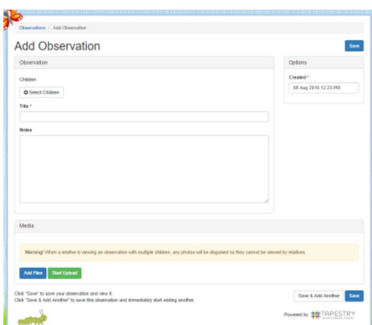 Observations / Add Observation
Add Observation
Save
Observation
Options
Children
Select Children
Created *
08 Aug 2016 12:23 PM
Title *
Notes
Media
Warning! When a relative is viewing an observation with multiple children, any photos will be disguised so they cannot be viewed by relatives.
Add Files
Start Upload
Click "Save" to save your observation and view it.
Click "Save & Add Another" to save this observation and immediately start adding another.
Save & Add Another
Save
Powered by
TAPESTRY